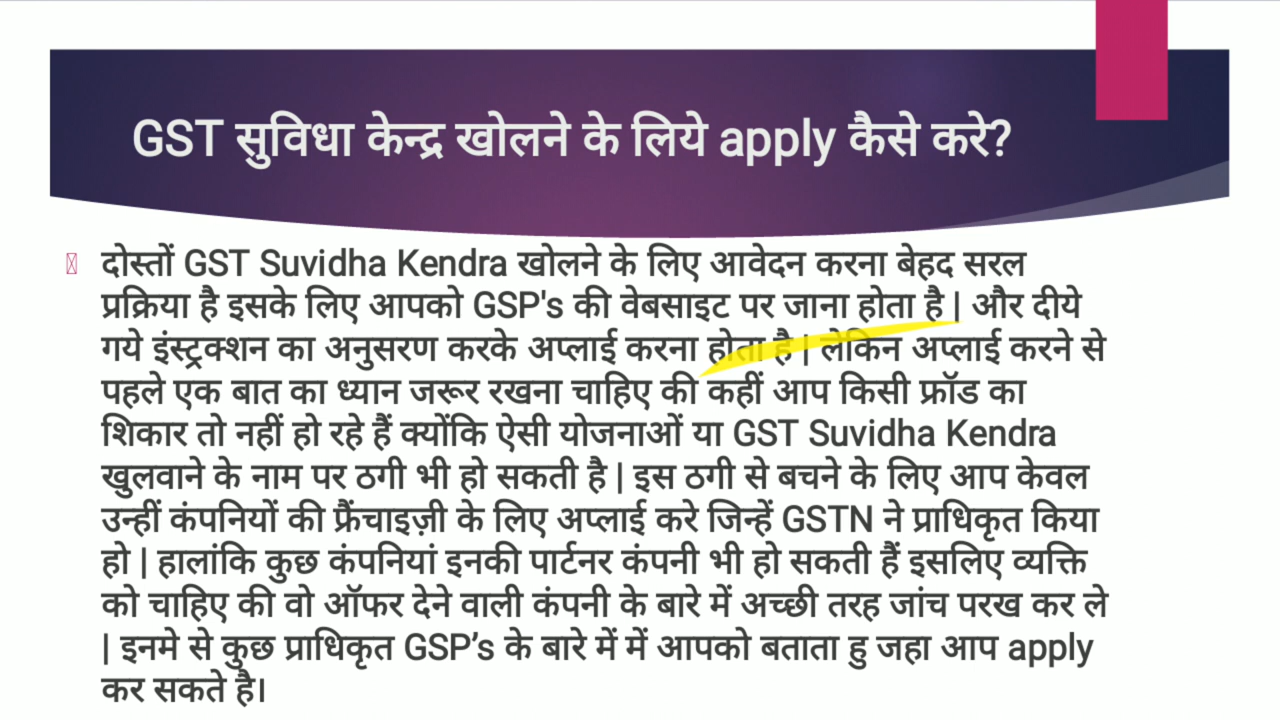 GST सुविधा केन्द्र खोलने के लिये apply कैसे करे?
दोस्तों GST Suvidha Kendra खोलने के लिए आवेदन करना बेहद सरल
प्रक्रिया है इसके लिए आपको GSP's की वेबसाइट पर जाना होता है | और दीये
गये इंस्ट्रक्शन का अनुसरण करके अप्लाई करना होता है | लेकिन अप्लाई करने से
पहले एक बात का ध्यान जरूर रखना चाहिए की कहीं आप किसी फ्रॉड का
शिकार तो नहीं हो रहे हैं क्योंकि ऐसी योजनाओं या GST Suvidha Kendra
खुलवाने के नाम पर ठगी भी हो सकती है | इस ठगी से बचने के लिए आप केवल
उन्हीं कंपनियों की फ्रैंचाइज़ी के लिए अप्लाई करे जिन्हें GSTN ने प्राधिकृत किया
हो | हालांकि कुछ कंपनियां इनकी पार्टनर कंपनी भी हो सकती हैं इसलिए व्यक्ति
को चाहिए की वो ऑफर देने वाली कंपनी के बारे में अच्छी तरह जांच परख कर ले
| इनमे से कुछ प्राधिकृत GSP’s के बारे में में आपको बताता हु जहा आप apply
कर सकते है।